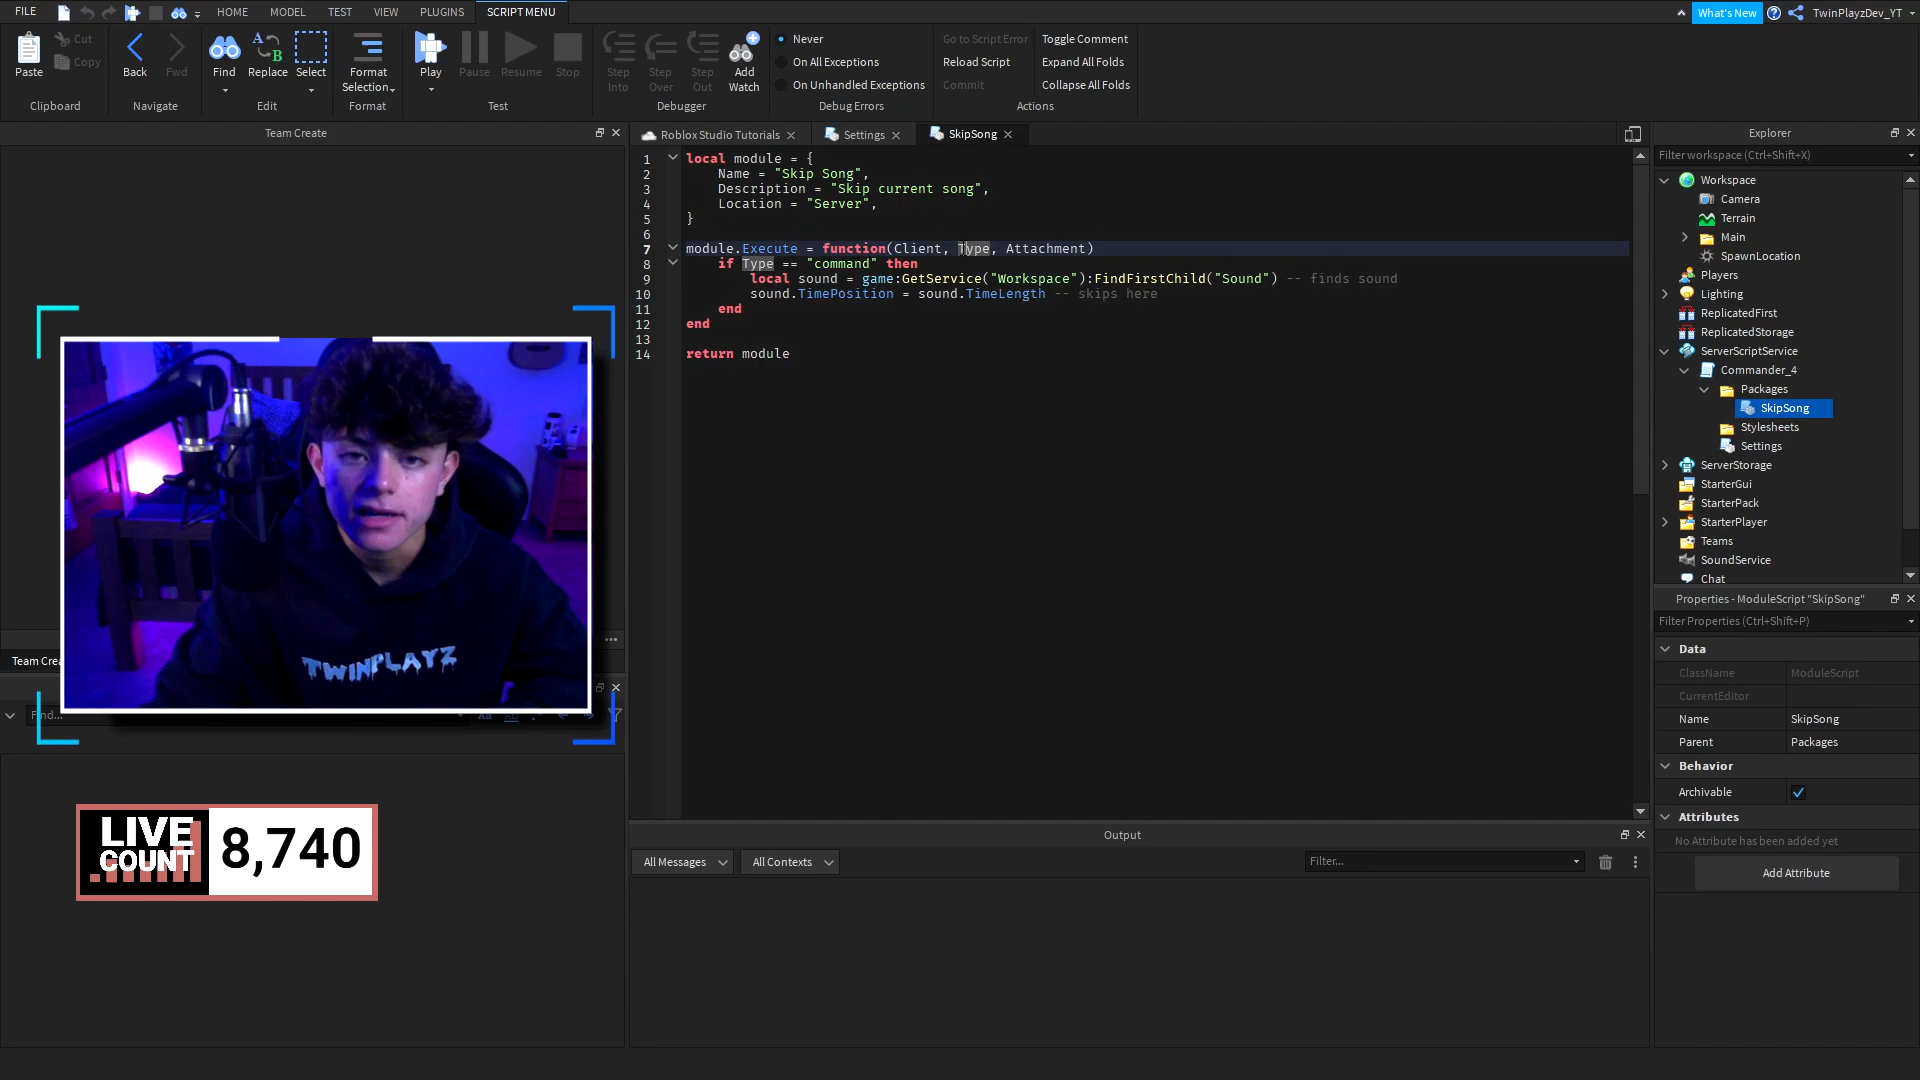 FILE HOME MODEL TEST VIEW PLUGINS SCRIPT MENU What's New TwinPlayzDev_YT
Paste Cut Copy Back Fwd Find Replace Select Format Selection Play Pause Resume Stop Step Into Step Over Step Out Add Watch
Never
On All Exceptions
On Unhandled Exceptions
Go to Script Error
Reload Script
Commit
Toggle Comment
Expand All Folds
Collapse All Folds
Clipboard Navigate Edit Format Test Debugger Debug Errors Actions
Team Create
Roblox Studio Tutorials Settings SkipSong
1 local module = {
2 Name = "Skip Song",
3 Description = "Skip current song",
4 Location = "Server",
5 }
6
7 module.Execute = function(Client, Type, Attachment)
8 if Type == "command" then
9 local sound = game:GetService("Workspace"):FindFirstChild("Sound") -- finds sound
10 sound.TimePosition = sound.TimeLength -- skips here
11 end
12 end
13
14 return module
TWINPLAYZ
Team Crea
Find...
LIVE
COUNT
8,740
Output
All Messages All Contexts Filter...
Explorer
Filter workspace (Ctrl+Shift+X)
Workspace
Camera
Terrain
Main
SpawnLocation
Players
Lighting
ReplicatedFirst
ReplicatedStorage
ServerScriptService
Commander_4
Packages
SkipSong
Stylesheets
Settings
ServerStorage
StarterGui
StarterPack
StarterPlayer
Teams
SoundService
Chat
Properties - ModuleScript "SkipSong"
Filter Properties (Ctrl+Shift+P)
Data
ClassName ModuleScript
CurrentEditor
Name SkipSong
Parent Packages
Behavior
Archivable
Attributes
No Attribute has been added yet
Add Attribute